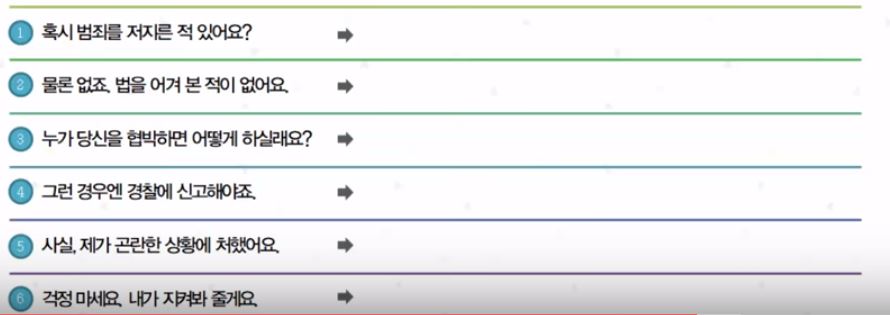 1 혹시 범죄를 저지른 적 있어요? ➡
2 물론 없죠. 법을 어겨 본 적이 없어요. ➡
3 누가 당신을 협박하면 어떻게 하실래요? ➡
4 그런 경우엔 경찰에 신고해야죠. ➡
5 사실, 제가 곤란한 상황에 처했어요. ➡
6 걱정 마세요. 내가 지켜봐 줄게요. ➡